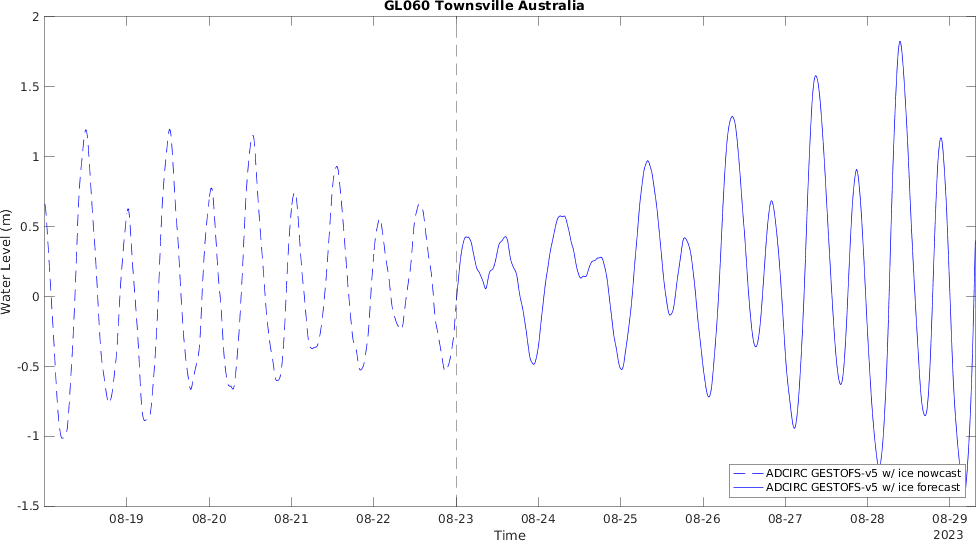 GL060 Townsville Australia
2
1.5
1
0.5
0
-0.5
-1
-1.5
Water Level (m)
ADCIRC GESTOFS-v5 w/ ice nowcast
ADCIRC GESTOFS-v5 w/ ice forecast
08-19 08-20 08-21 08-22 08-23 08-24 08-25 08-26 08-27 08-28 08-29
2023
Time